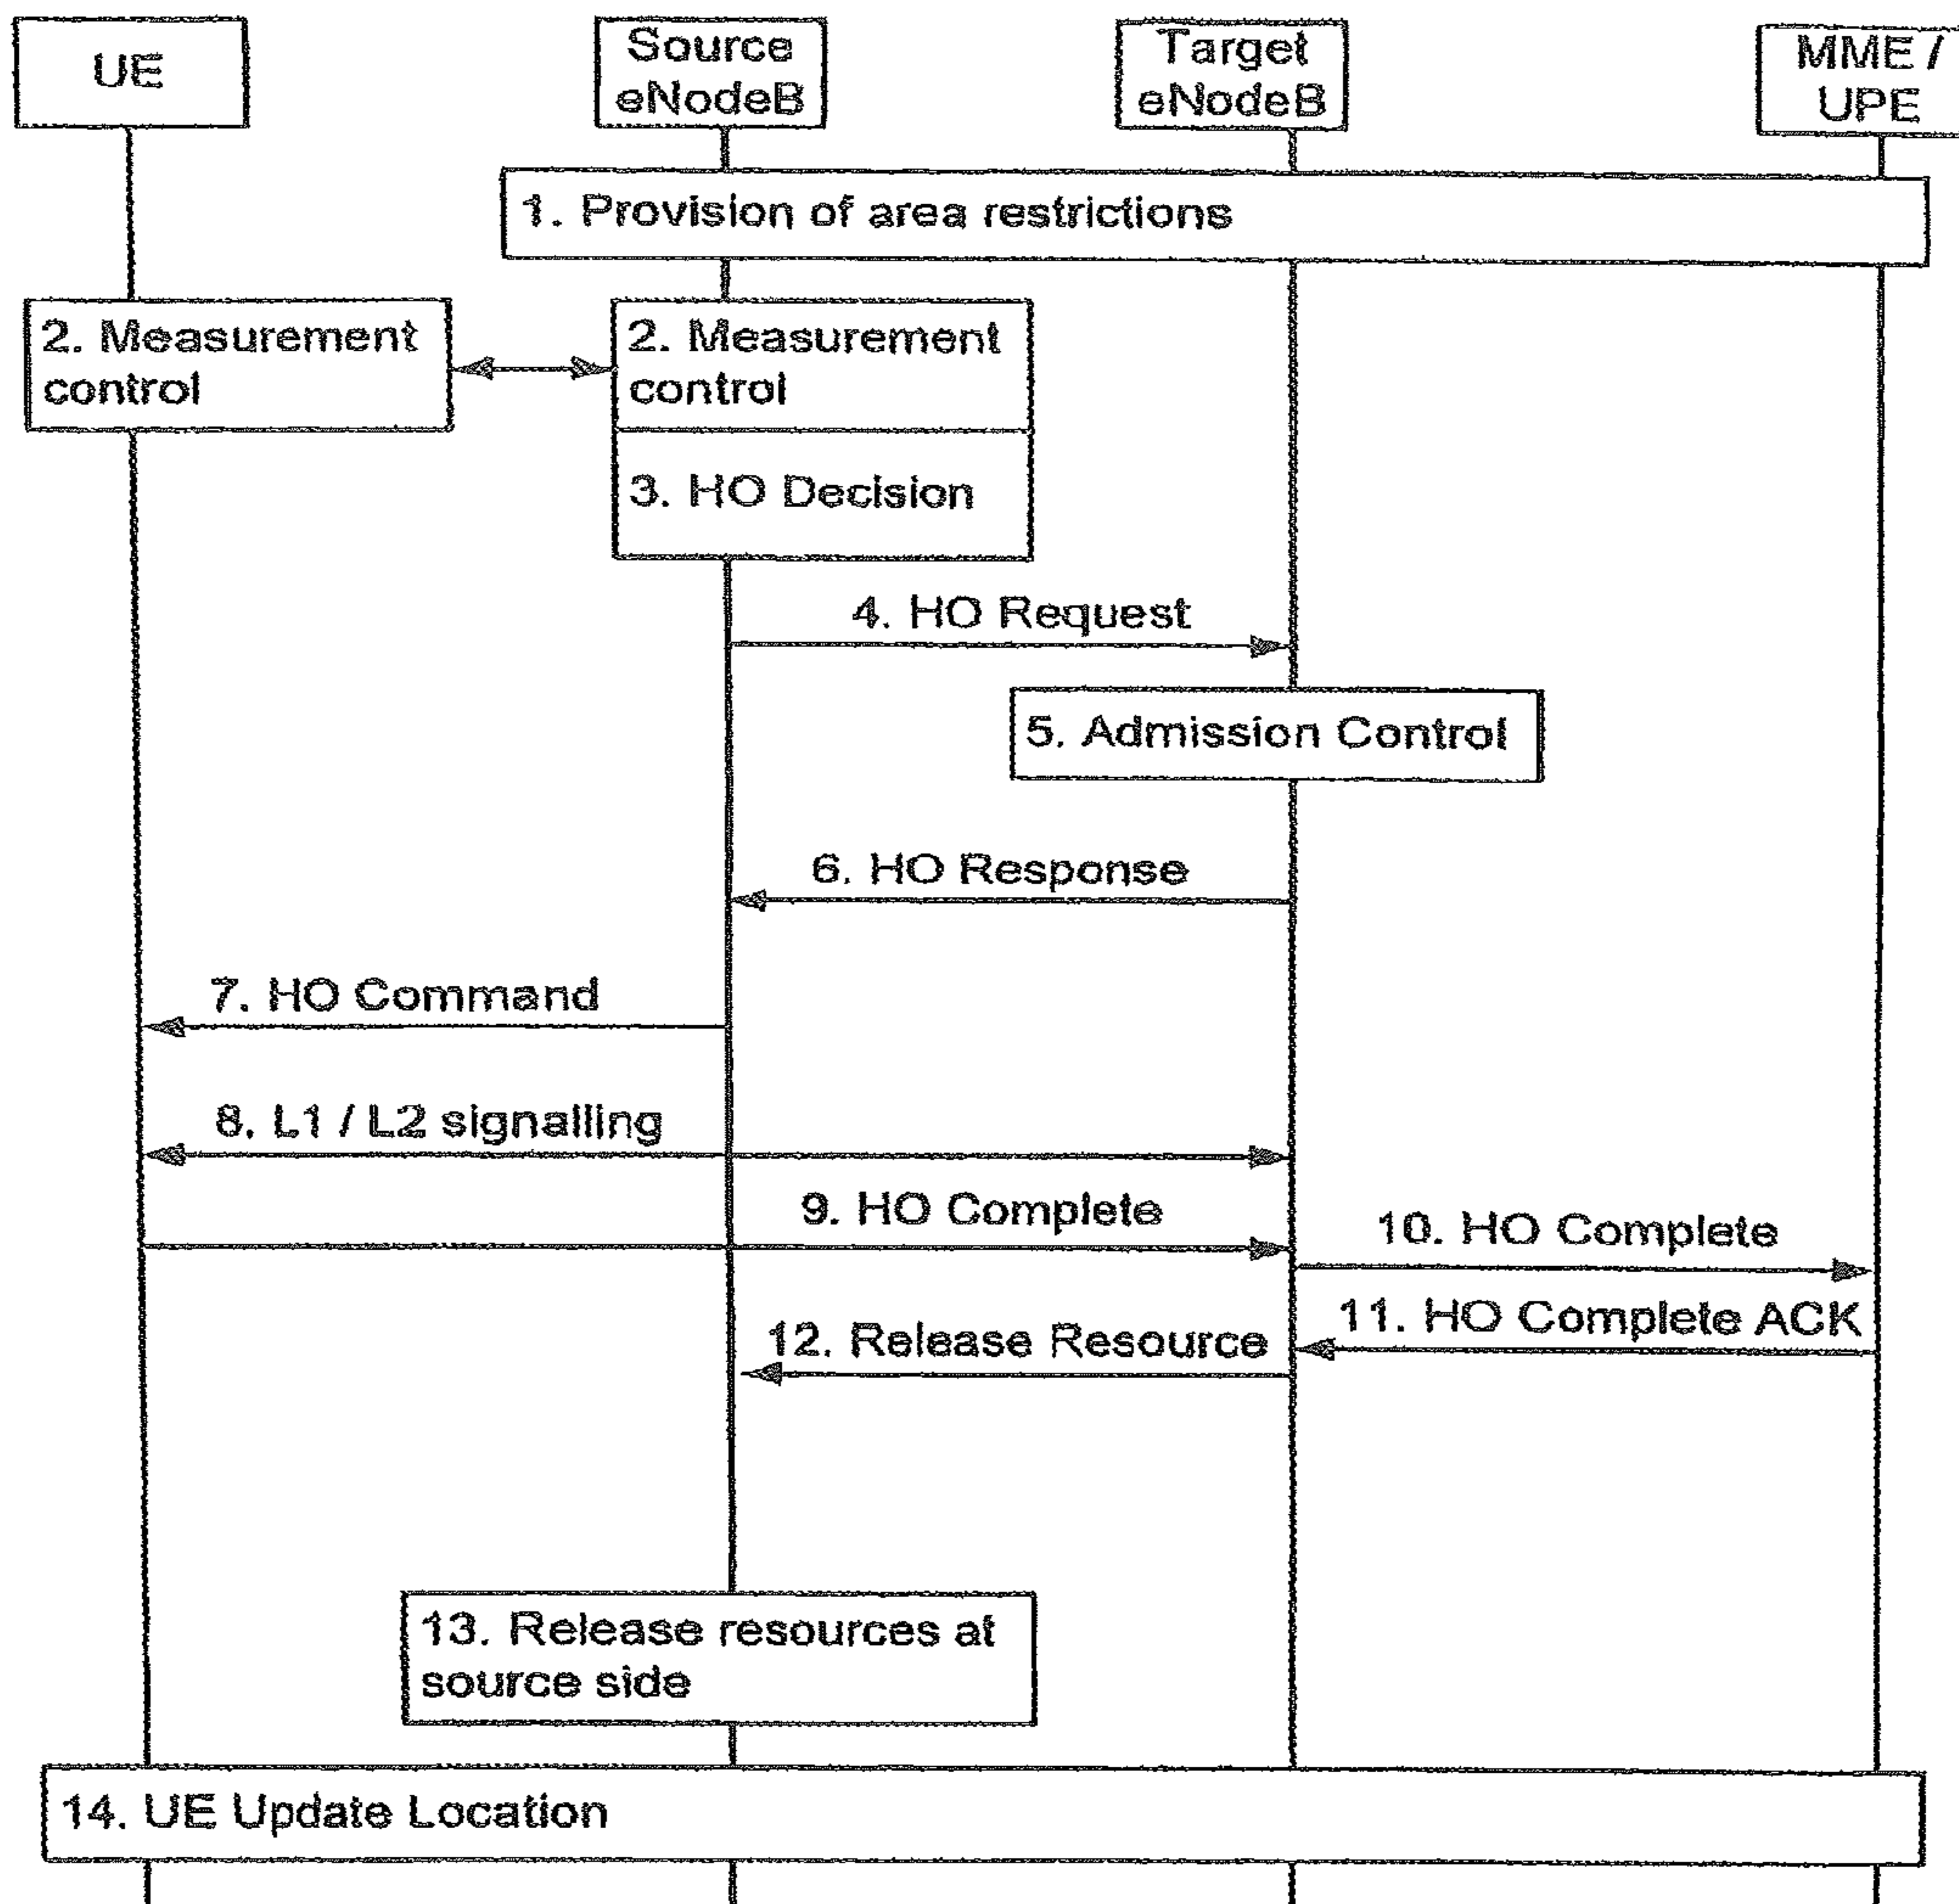 UE
Source
eNodeB
Target
eNodeB
MME /
UPE
1. Provision of area restrictions
2. Measurement
control
2. Measurement
control
3. HO Decision
4. HO Request
5. Admission Control
6. HO Response
7. HO Command
8. L1 / L2 signalling
9. HO Complete
10. HO Complete
11. HO Complete ACK
12. Release Resource
13. Release resources at
source side
14. UE Update Location